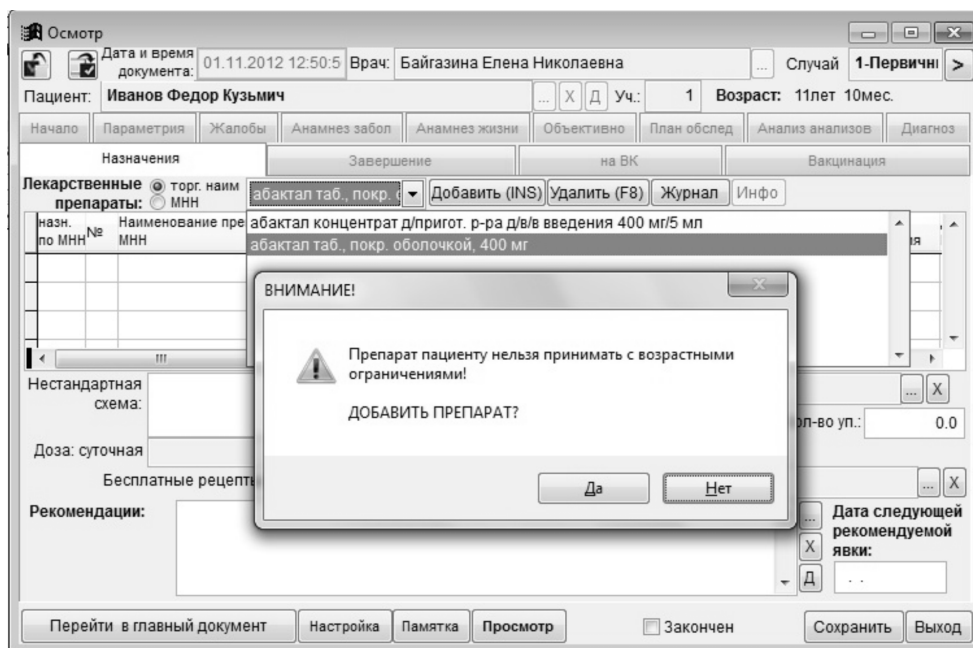 Осмотр
Дата и время документа: 01.11.2012 12:50:5 Врач: Байгазина Елена Николаевна ... Случай 1-Первичн >
Пациент: Иванов Федор Кузьмич ... Х Д Уч.: 1 Возраст: 11лет 10мес.
Начало Параметрия Жалобы Анамнез забол Анамнез жизни Объективно План обслед Анализ анализов Диагноз
Назначения Завершение на ВК Вакцинация
Лекарственные препараты: торг. наим МНН абактал таб., покр. Добавить (INS) Удалить (F8) Журнал Инфо
назн. по МНН № Наименование пре МНН
абактал концентрат д/пригот. р-ра д/в/в введения 400 мг/5 мл
абактал таб., покр. оболочкой, 400 мг
ВНИМАНИЕ!
Препарат пациенту нельзя принимать с возрастными
ограничениями!
ДОБАВИТЬ ПРЕПАРАТ?
Да Нет
Нестандартная
схема: ... Х
ол-во уп.: 0.0
Доза: суточная
Бесплатные рецепты ... Х
Рекомендации: ... Х Д
Дата следующей
рекомендуемой
явки:
. .
Перейти в главный документ Настройка Памятка Просмотр Закончен Сохранить Выход